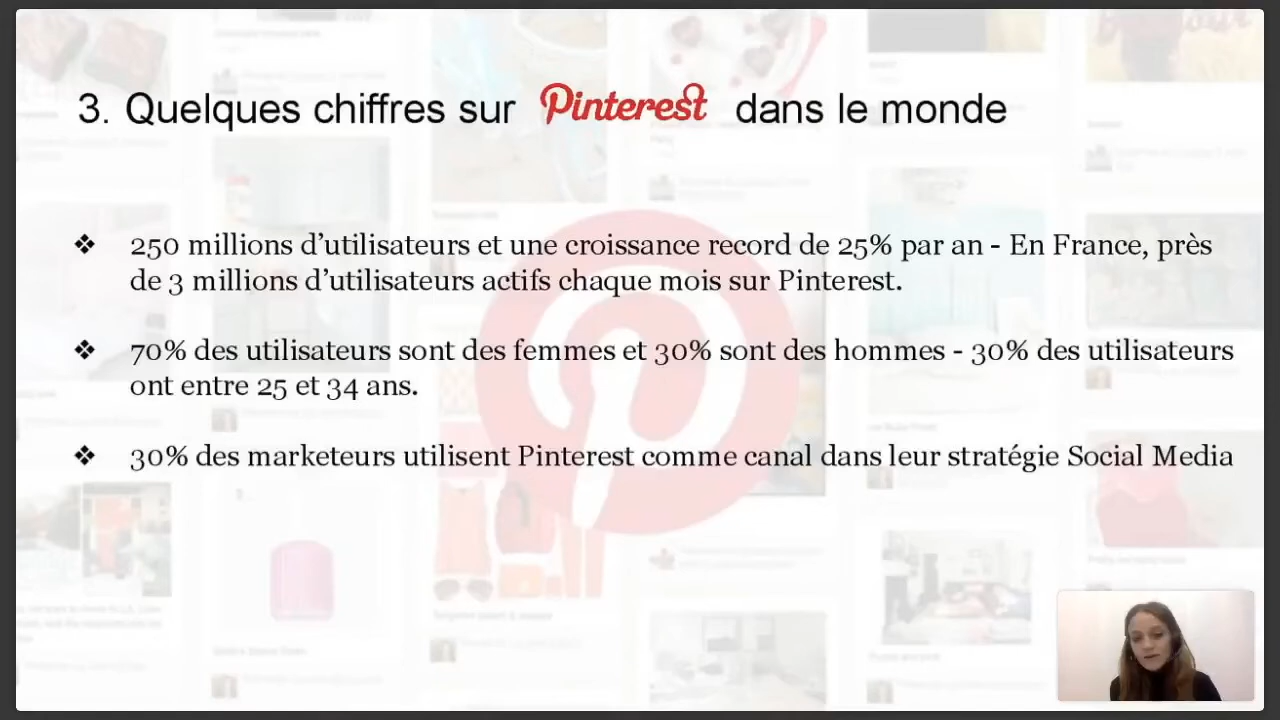 3. Quelques chiffres sur Pinterest dans le monde
❖ 250 millions d’utilisateurs et une croissance record de 25% par an - En France, près
de 3 millions d’utilisateurs actifs chaque mois sur Pinterest.
❖ 70% des utilisateurs sont des femmes et 30% sont des hommes - 30% des utilisateurs
ont entre 25 et 34 ans.
❖ 30% des marketeurs utilisent Pinterest comme canal dans leur stratégie Social Media